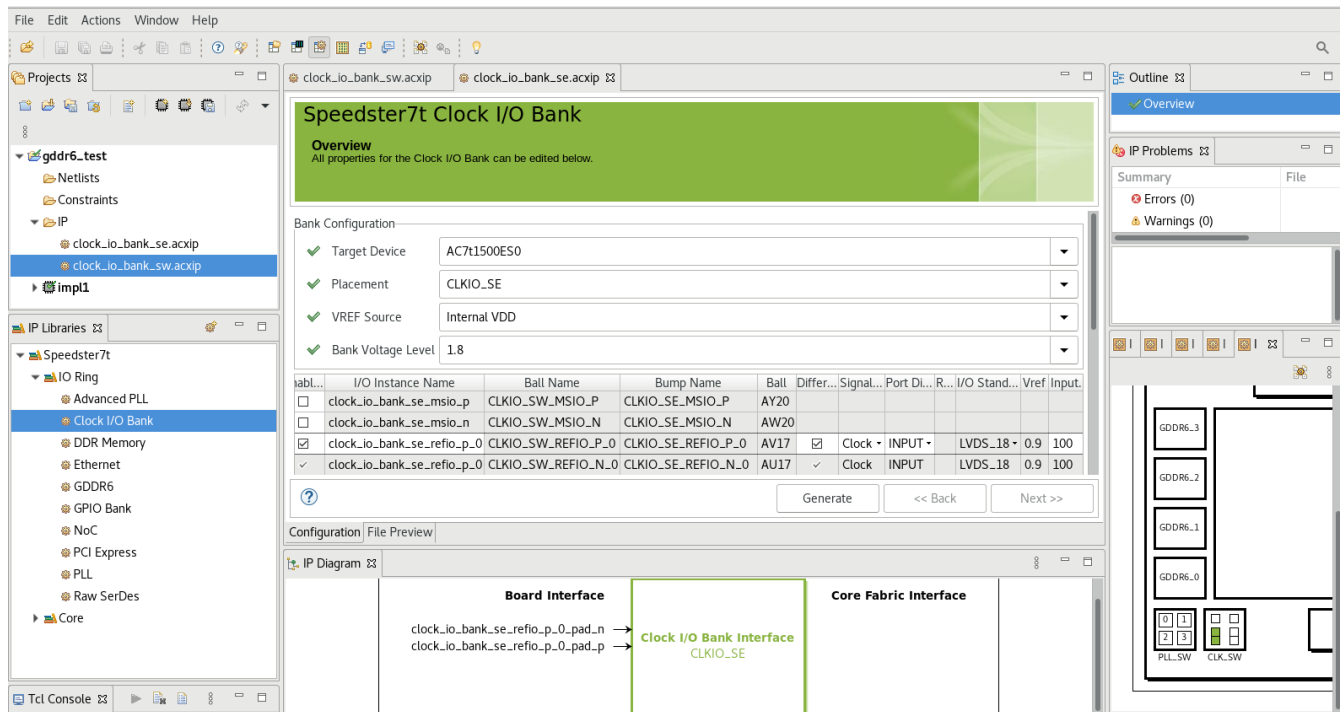 File Edit Actions Window Help
Projects
gddr6_test
Netlists
Constraints
IP
clock_io_bank_se.acxip
clock_io_bank_sw.acxip
impl1
IP Libraries
Speedster7t
IO Ring
Advanced PLL
Clock I/O Bank
DDR Memory
Ethernet
GDDR6
GPIO Bank
NoC
PCI Express
PLL
Raw SerDes
Core
Tcl Console
clock_io_bank_sw.acxip clock_io_bank_se.acxip
Speedster7t Clock I/O Bank
Overview
All properties for the Clock I/O Bank can be edited below.
Bank Configuration
Target Device AC7t1500ES0
Placement CLKIO_SE
VREF Source Internal VDD
Bank Voltage Level 1.8
nabl... I/O Instance Name Ball Name Bump Name Ball Differ... Signal... Port Di... R... I/O Stand... Vref Input.
clock_io_bank_se_msio_p CLKIO_SW_MSIO_P CLKIO_SE_MSIO_P AY20
clock_io_bank_se_msio_n CLKIO_SW_MSIO_N CLKIO_SE_MSIO_N AW20
clock_io_bank_se_refio_p_0 CLKIO_SW_REFIO_P_0 CLKIO_SE_REFIO_P_0 AV17 Clock INPUT LVDS_18 0.9 100
clock_io_bank_se_refio_p_0 CLKIO_SW_REFIO_N_0 CLKIO_SE_REFIO_N_0 AU17 Clock INPUT LVDS_18 0.9 100
Generate << Back Next >>
Configuration File Preview
IP Diagram
Board Interface
Core Fabric Interface
clock_io_bank_se_refio_p_0_pad_n
clock_io_bank_se_refio_p_0_pad_p
Clock I/O Bank Interface
CLKIO_SE
Outline
Overview
IP Problems
Summary File
Errors (0)
Warnings (0)
I I I I I
GDDR6_3
GDDR6_2
GDDR6_1
GDDR6_0
0 1
2 3
PLL_SW CLK_SW